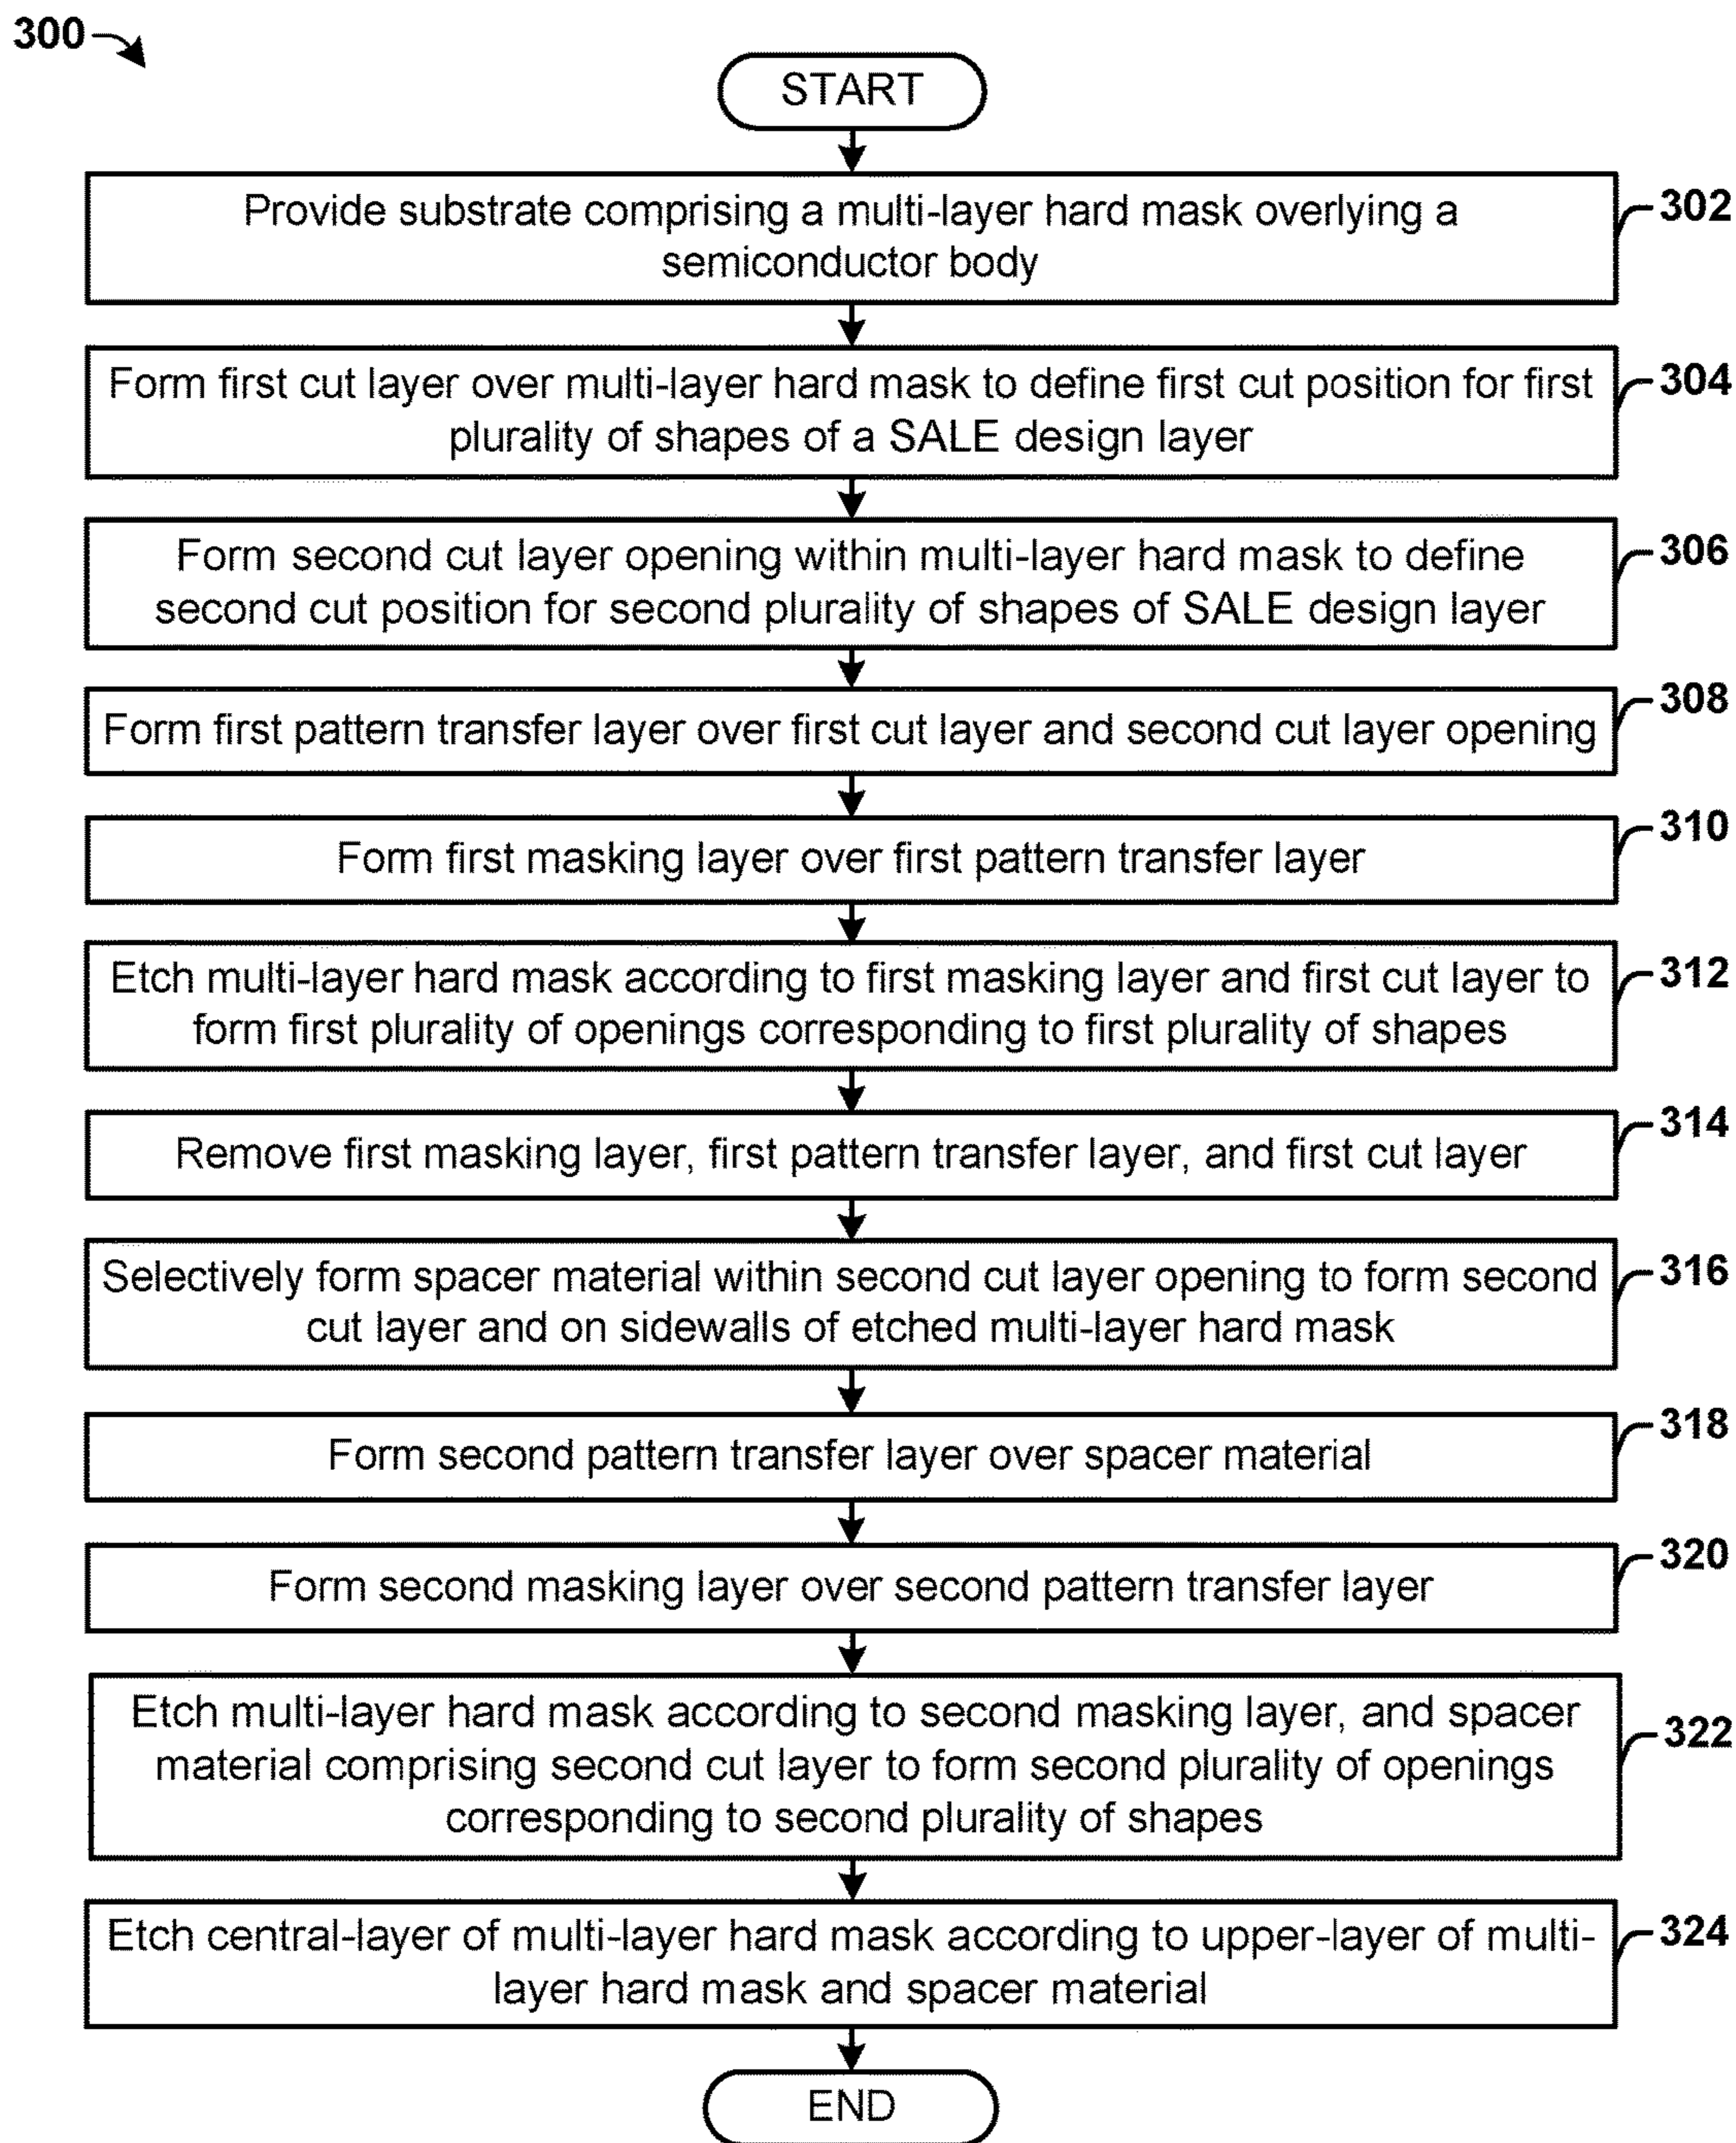 300
START
Provide substrate comprising a multi-layer hard mask overlying a
semiconductor body
302
Form first cut layer over multi-layer hard mask to define first cut position for first
plurality of shapes of a SALE design layer
304
Form second cut layer opening within multi-layer hard mask to define
second cut position for second plurality of shapes of SALE design layer
306
Form first pattern transfer layer over first cut layer and second cut layer opening
308
Form first masking layer over first pattern transfer layer
310
Etch multi-layer hard mask according to first masking layer and first cut layer to
form first plurality of openings corresponding to first plurality of shapes
312
Remove first masking layer, first pattern transfer layer, and first cut layer
314
Selectively form spacer material within second cut layer opening to form second
cut layer and on sidewalls of etched multi-layer hard mask
316
Form second pattern transfer layer over spacer material
318
Form second masking layer over second pattern transfer layer
320
Etch multi-layer hard mask according to second masking layer, and spacer
material comprising second cut layer to form second plurality of openings
corresponding to second plurality of shapes
322
Etch central-layer of multi-layer hard mask according to upper-layer of multi-
layer hard mask and spacer material
324
END